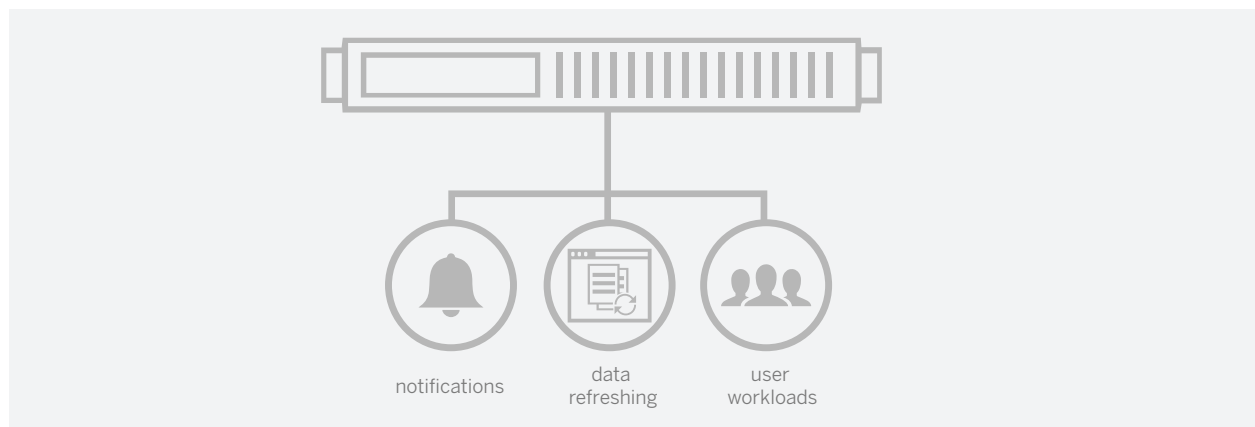 notifications
data
refreshing
user
workloads